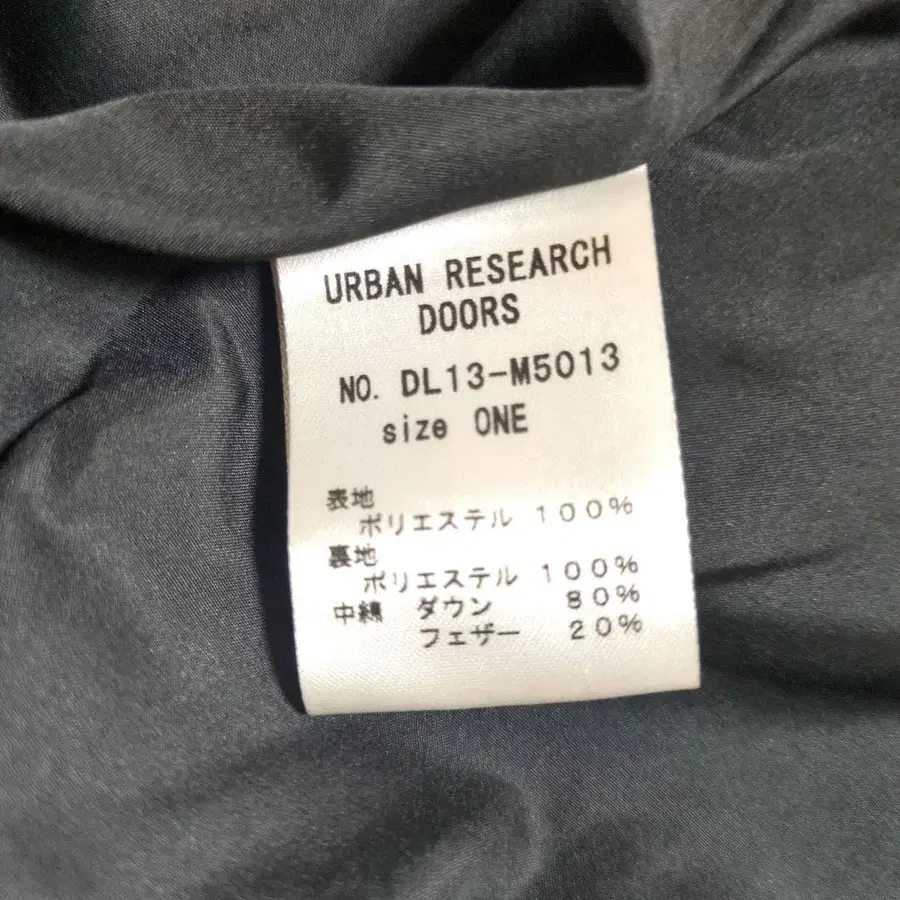 URBAN RESEARCH
DOORS
NO. DL13-M5013
size ONE
表地
ポリエステル 100%
裏地
ポリエステル 100%
中綿 ダウン 80%
フェザー 20%